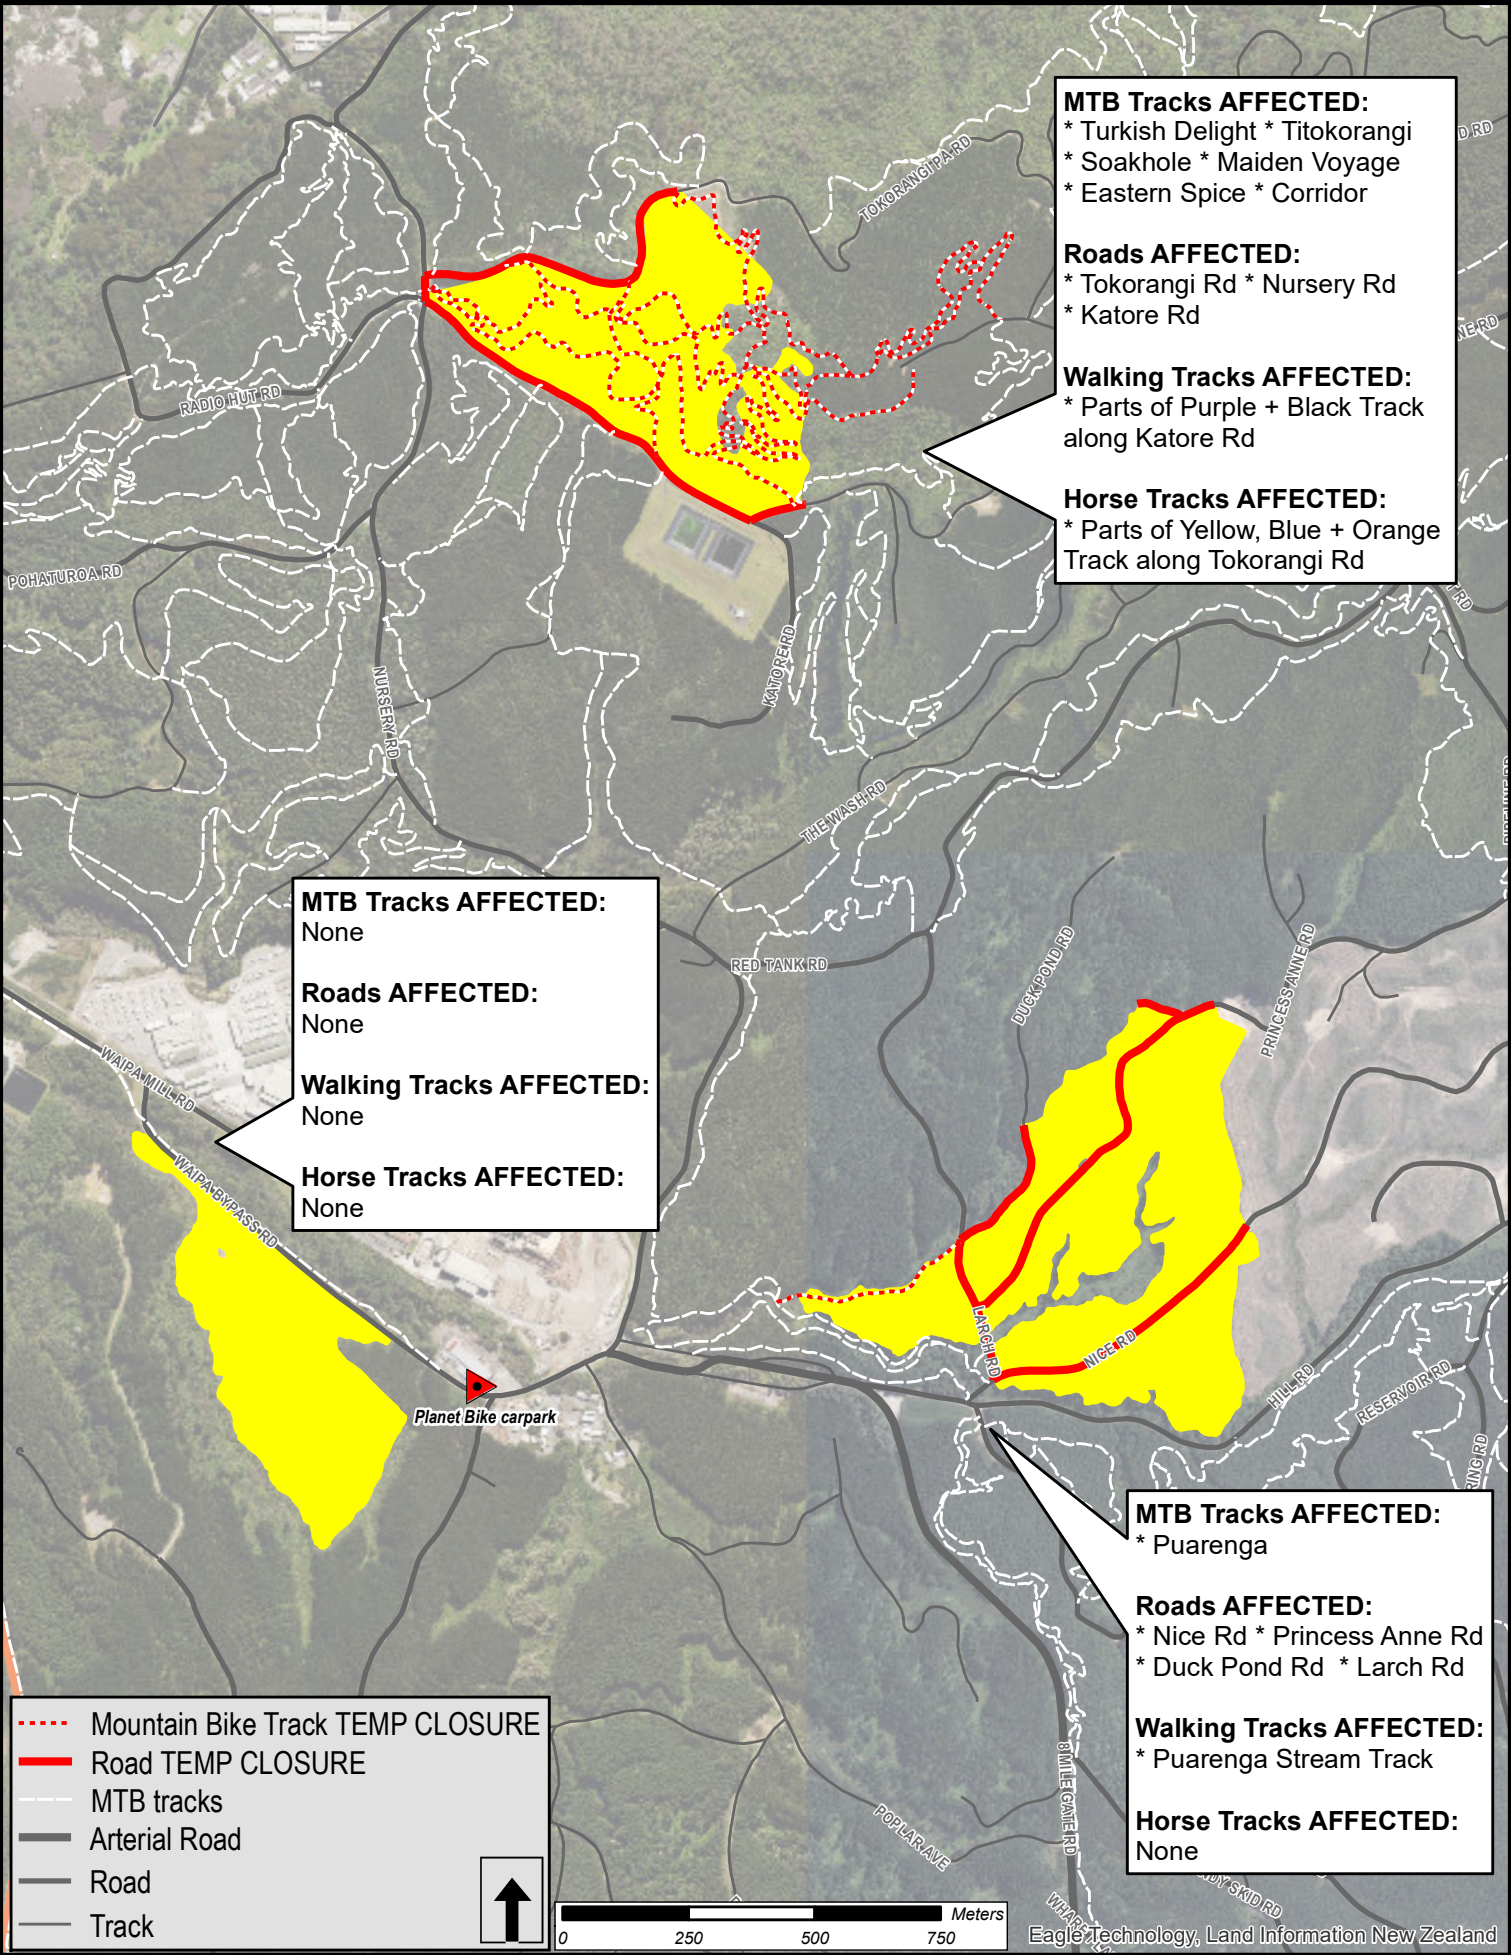 MTB Tracks AFFECTED:
* Turkish Delight * Titokorangi
* Soakhole * Maiden Voyage
* Eastern Spice * Corridor
Roads AFFECTED:
* Tokorangi Rd * Nursery Rd
* Katore Rd
Walking Tracks AFFECTED:
* Parts of Purple + Black Track
along Katore Rd
Horse Tracks AFFECTED:
* Parts of Yellow, Blue + Orange
Track along Tokorangi Rd
TOKORANGI PA RD
RADIO HUT RD
POHATUROA RD
NURSERY RD
KATORE RD
THE WASH RD
RED TANK RD
DUCK POND RD
PRINCESS ANNE RD
MTB Tracks AFFECTED:
None
Roads AFFECTED:
None
Walking Tracks AFFECTED:
None
Horse Tracks AFFECTED:
None
WAIPA MILL RD
WAIPA BYPASS RD
Planet Bike carpark
LARCH RD
NICE RD
HILL RD
RESERVOIR RD
RING RD
MTB Tracks AFFECTED:
* Puarenga
Roads AFFECTED:
* Nice Rd * Princess Anne Rd
* Duck Pond Rd * Larch Rd
Walking Tracks AFFECTED:
* Puarenga Stream Track
Horse Tracks AFFECTED:
None
8 MILE GATE RD
POPLAR AVE
SKID RD
Mountain Bike Track TEMP CLOSURE
Road TEMP CLOSURE
MTB tracks
Arterial Road
Road
Track
Meters
0 250 500 750
Eagle Technology, Land Information New Zealand